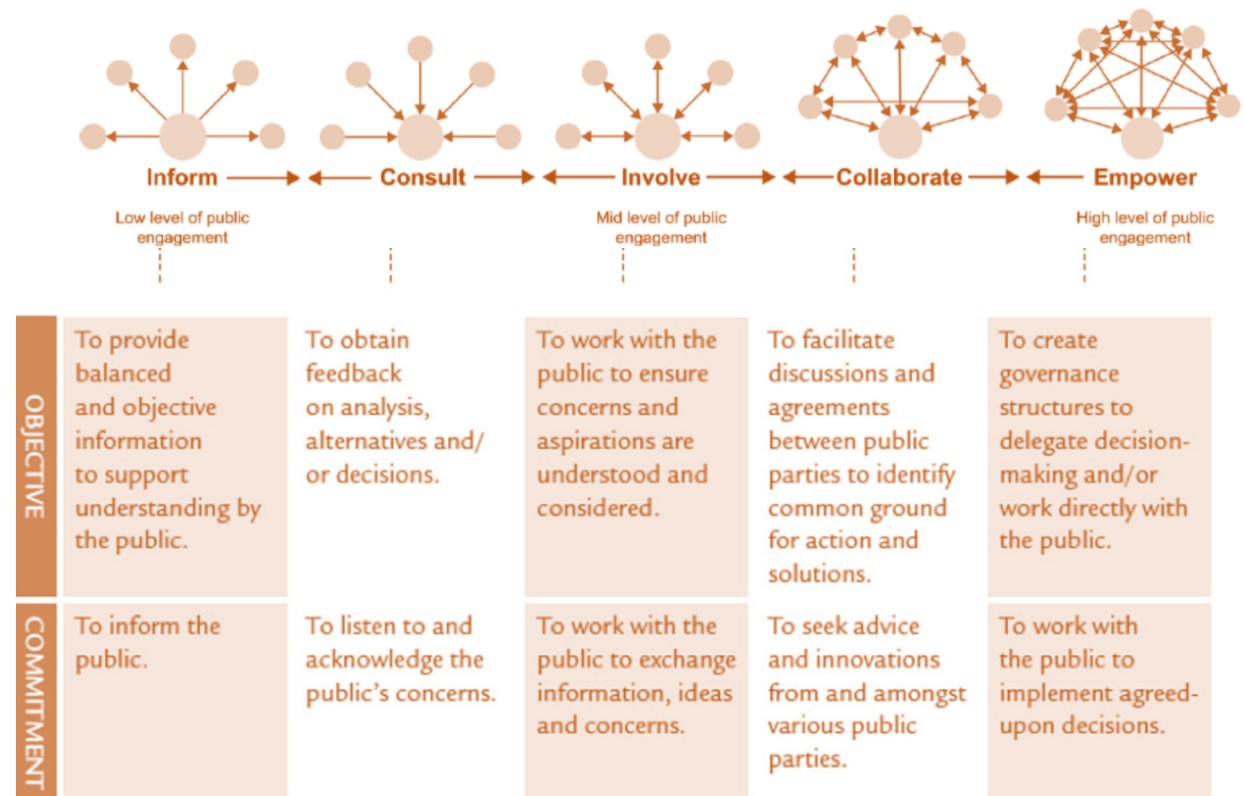 Inform
Consult
Involve
Collaborate
Empower
Low level of public
engagement
Mid level of public
engagement
High level of public
engagement
OBJECTIVE
To provide
balanced
and objective
information
to support
understanding by
the public.
To obtain
feedback
on analysis,
alternatives and/
or decisions.
To work with the
public to ensure
concerns and
aspirations are
understood and
considered.
To facilitate
discussions and
agreements
between public
parties to identify
common ground
for action and
solutions.
To create
governance
structures to
delegate decision-
making and/or
work directly with
the public.
COMMITMENT
To inform the
public.
To listen to and
acknowledge the
public's concerns.
To work with the
public to exchange
information, ideas
and concerns.
To seek advice
and innovations
from and amongst
various public
parties.
To work with
the public to
implement agreed-
upon decisions.